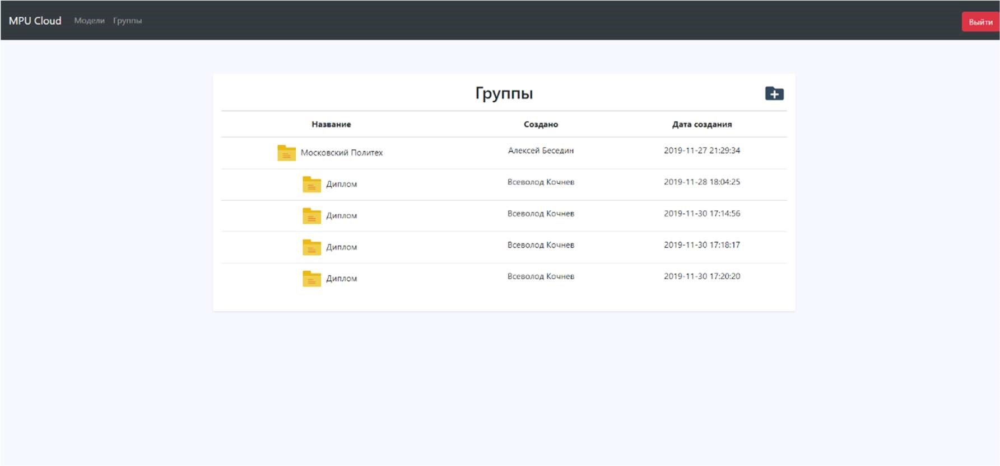 MPU Cloud Модели Группы Выйти
Группы
Название Создано Дата создания
Московский Политех Алексей Беседин 2019-11-27 21:29:34
Диплом Всеволод Кочнев 2019-11-28 18:04:25
Диплом Всеволод Кочнев 2019-11-30 17:14:56
Диплом Всеволод Кочнев 2019-11-30 17:18:17
Диплом Всеволод Кочнев 2019-11-30 17:20:20